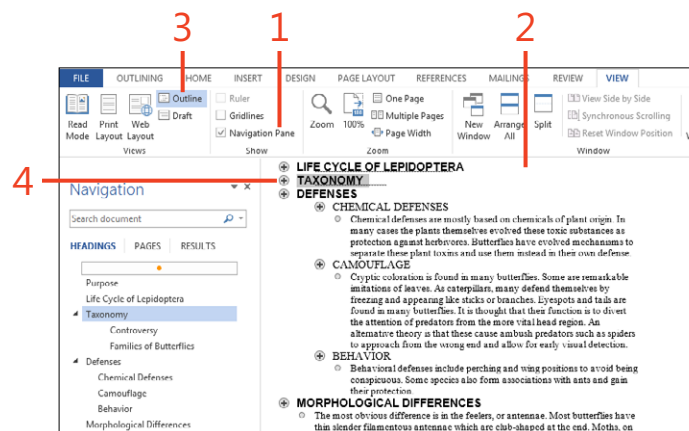 3 1 2
FILE OUTLINING HOME INSERT DESIGN PAGE LAYOUT REFERENCES MAILINGS REVIEW VIEW
Read Mode
Print Layout
Web Layout
Outline
Draft
Views
Ruler
Gridlines
Navigation Pane
Show
Zoom
100%
One Page
Multiple Pages
Page Width
Zoom
New Window
Arrange All
Split
View Side by Side
Synchronous Scrolling
Reset Window Position
Window
4
Navigation
Search document
HEADINGS PAGES RESULTS
Purpose
Life Cycle of Lepidoptera
Taxonomy
Controversy
Families of Butterflies
Defenses
Chemical Defenses
Camouflage
Behavior
Morphological Differences
LIFE CYCLE OF LEPIDOPTERA
TAXONOMY
DEFENSES
CHEMICAL DEFENSES
Chemical defenses are mostly based on chemicals of plant origin. In
many cases the plants themselves evolved these toxic substances as
protection against herbivores. Butterflies have evolved mechanisms to
separate these plant toxins and use them instead in their own defense.
CAMOUFLAGE
Cryptic coloration is found in many butterflies. Some are remarkable
imitations of leaves. As caterpillars, many defend themselves by
freezing and appearing like sticks or branches. Eyespots and tails are
found in many butterflies. It is thought that their function is to divert
the attention of predators from the more vital head region. An
alternative theory is that these cause ambush predators such as spiders
to approach from the wrong end and allow for early visual detection.
BEHAVIOR
Behavioral defenses include perching and wing positions to avoid being
conspicuous. Some species also form associations with ants and gain
their protection.
MORPHOLOGICAL DIFFERENCES
The most obvious difference is in the feelers, or antennae. Most butterflies have
thin slender filamentous antennae which are club-shaped at the end. Moths, on